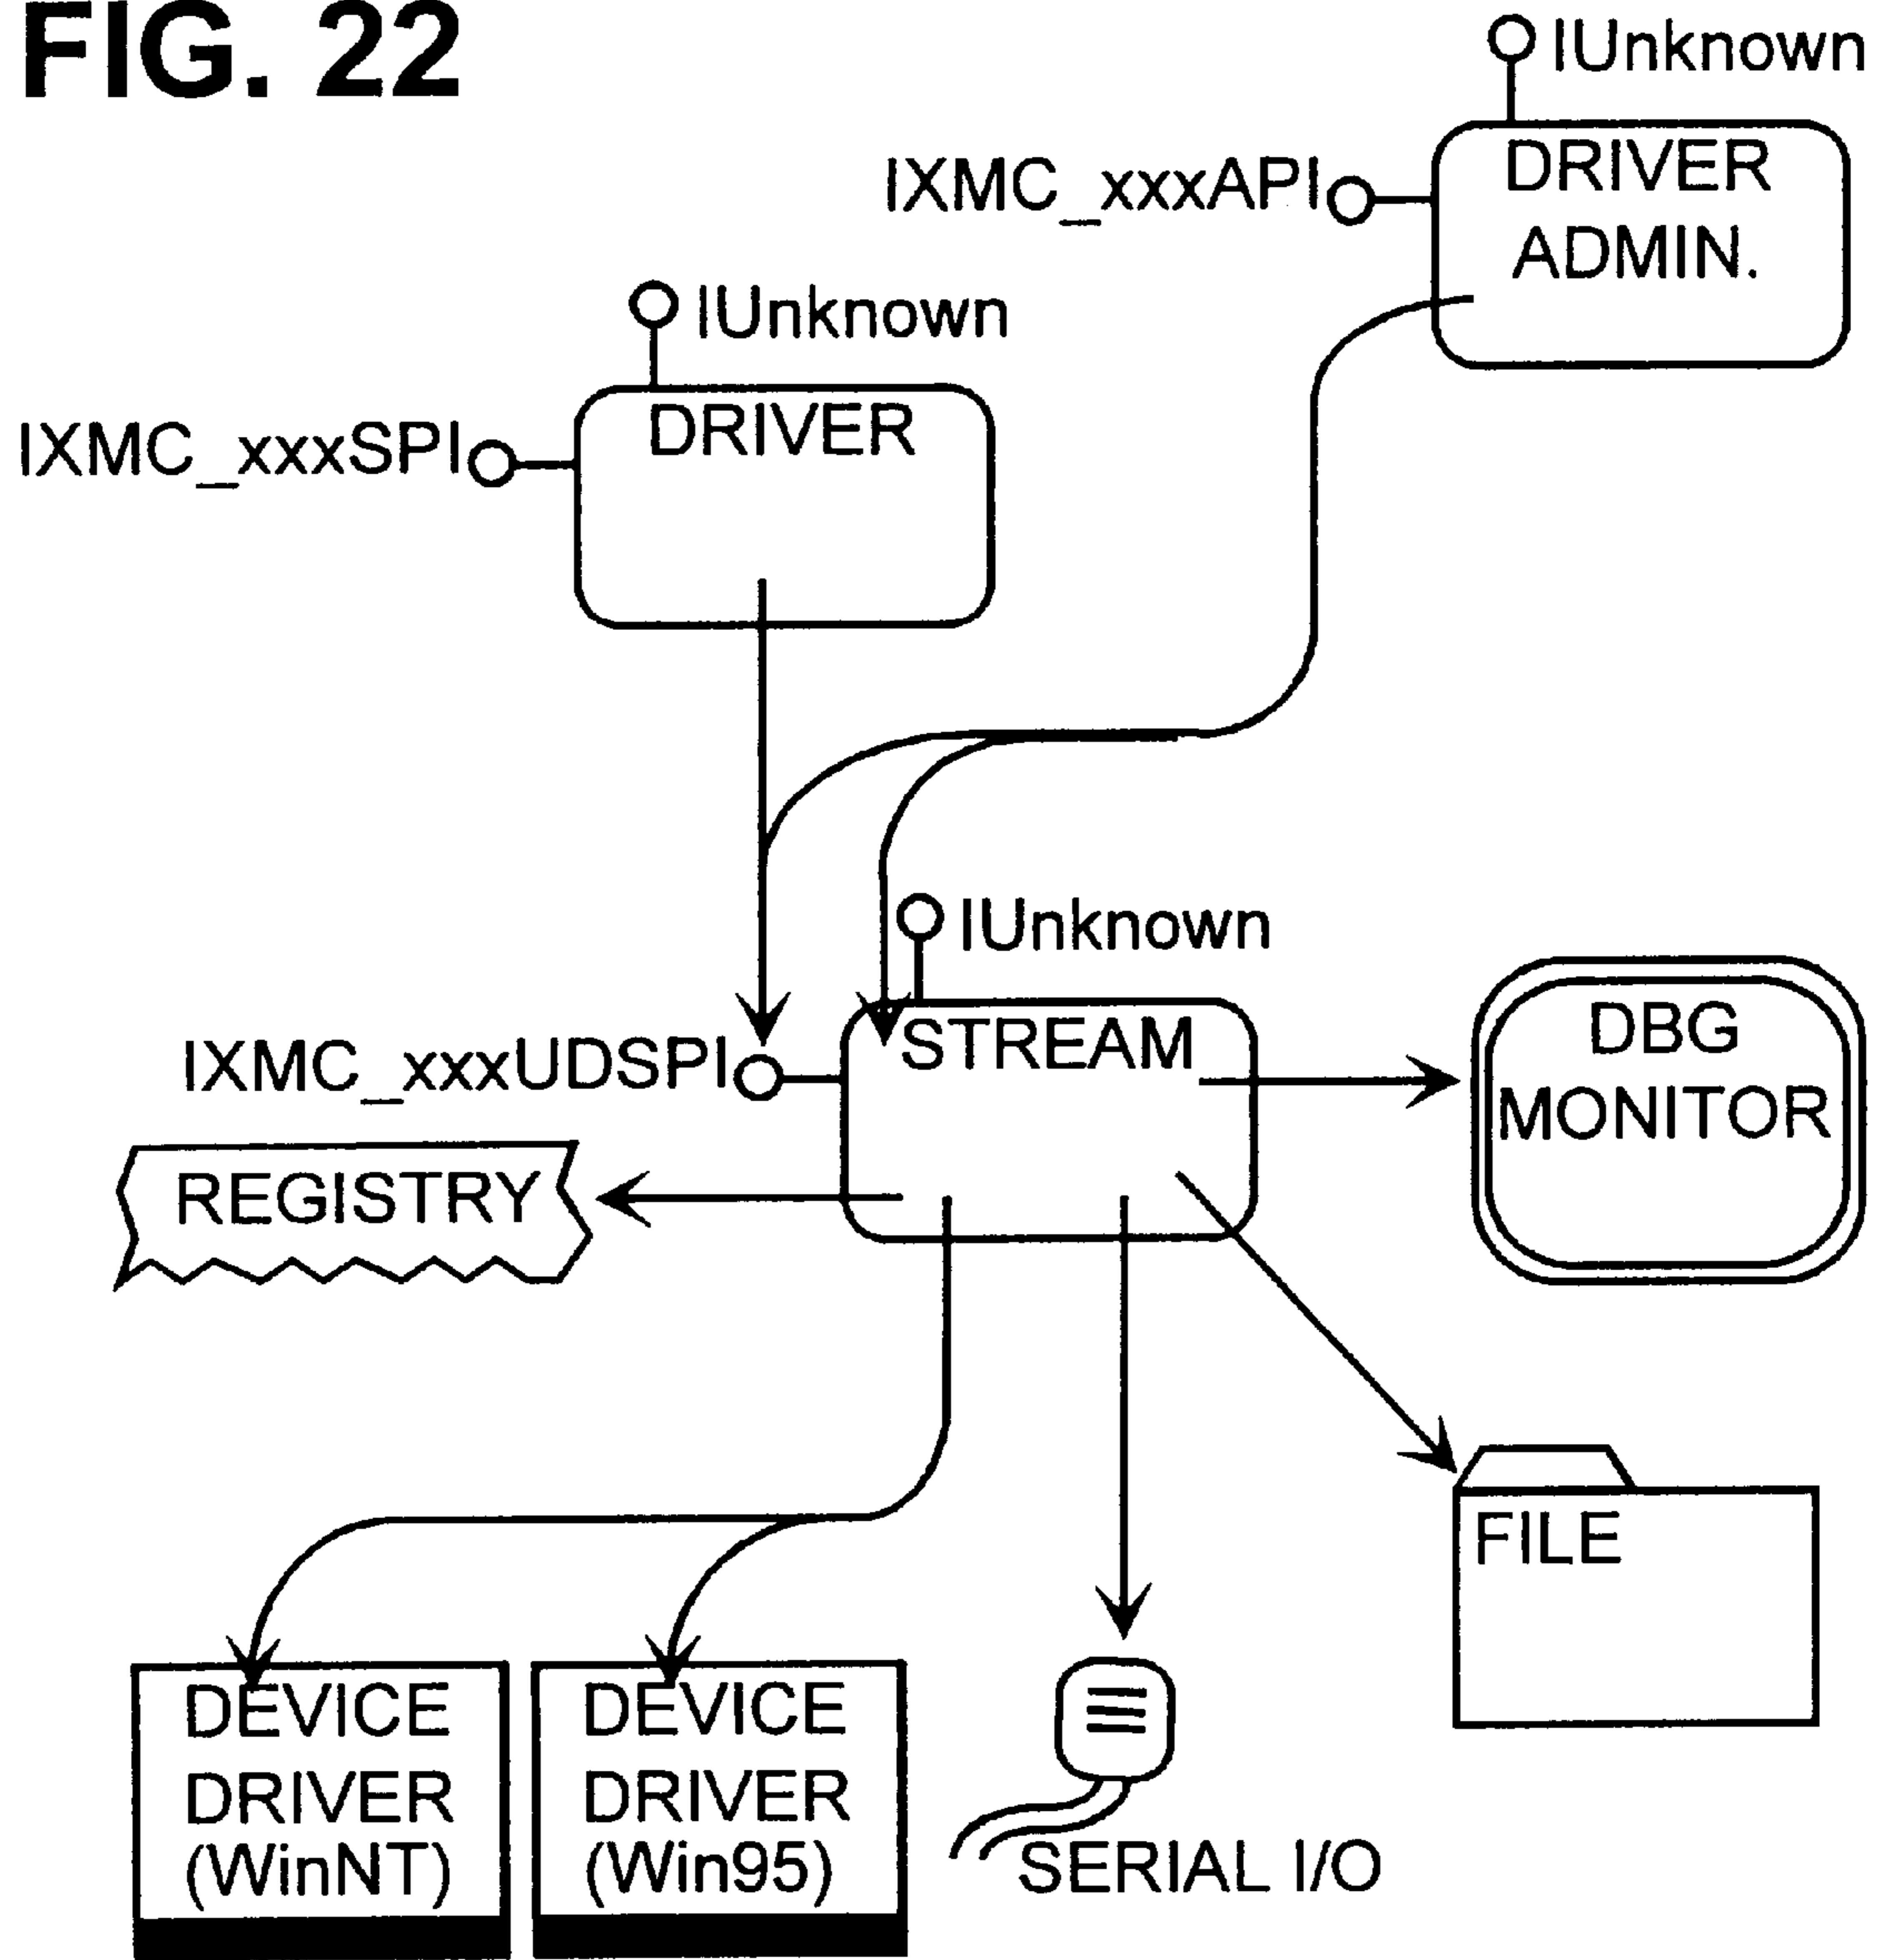 FIG. 22
IUnknown
IXMC_xxxAPI
DRIVER
ADMIN.
IUnknown
IXMC_xxxSPI
DRIVER
IUnknown
IXMC_xxxUDSPI
STREAM
DBG
MONITOR
REGISTRY
FILE
DEVICE
DRIVER
(WinNT)
DEVICE
DRIVER
(Win95)
SERIAL I/O